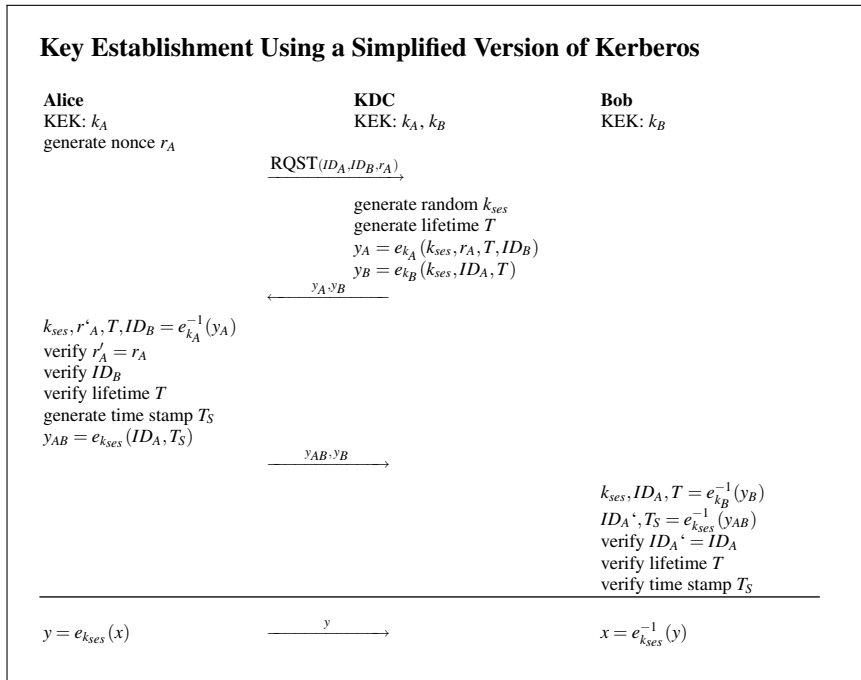 Key Establishment Using a Simplified Version of Kerberos
Alice KDC Bob
KEK: k_A KEK: k_A, k_B KEK: k_B
generate nonce r_A
RQST(ID_A,ID_B,r_A)
generate random k_ses
generate lifetime T
y_A = e_{k_A}(k_ses, r_A, T, ID_B)
y_B = e_{k_B}(k_ses, ID_A, T)
y_A,y_B
k_ses, r‘_A, T, ID_B = e^{-1}_{k_A}(y_A)
verify r'_A = r_A
verify ID_B
verify lifetime T
generate time stamp T_S
y_AB = e_{k_ses}(ID_A, T_S)
y_AB,y_B
k_ses, ID_A, T = e^{-1}_{k_B}(y_B)
ID_A‘, T_S = e^{-1}_{k_ses}(y_AB)
verify ID_A‘ = ID_A
verify lifetime T
verify time stamp T_S
y = e_{k_ses}(x) y x = e^{-1}_{k_ses}(y)